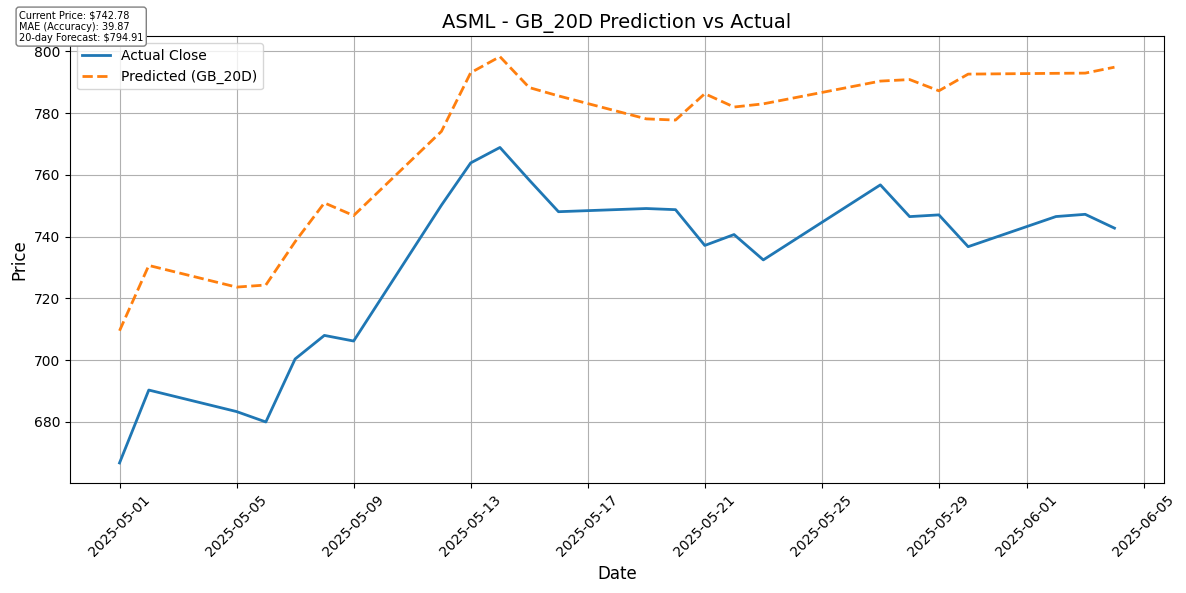 ASML - GB_20D Prediction vs Actual
Current Price: $742.78
MAE (Accuracy): 39.87
20-day Forecast: $794.91
Actual Close
Predicted (GB_20D)
Price
800
780
760
740
720
700
680
2025-05-01
2025-05-05
2025-05-09
2025-05-13
2025-05-17
2025-05-21
2025-05-25
2025-05-29
2025-06-01
2025-06-05
Date